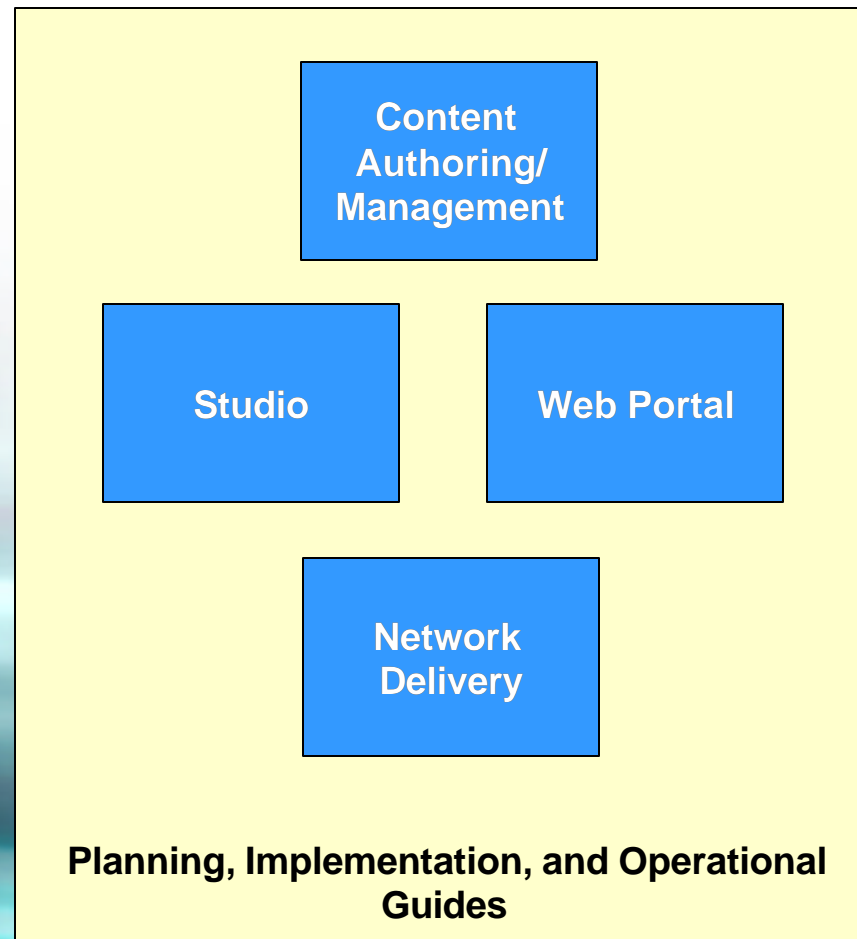 Content
Authoring/
Management
Studio
Web Portal
Network
Delivery
Planning, Implementation, and Operational
Guides